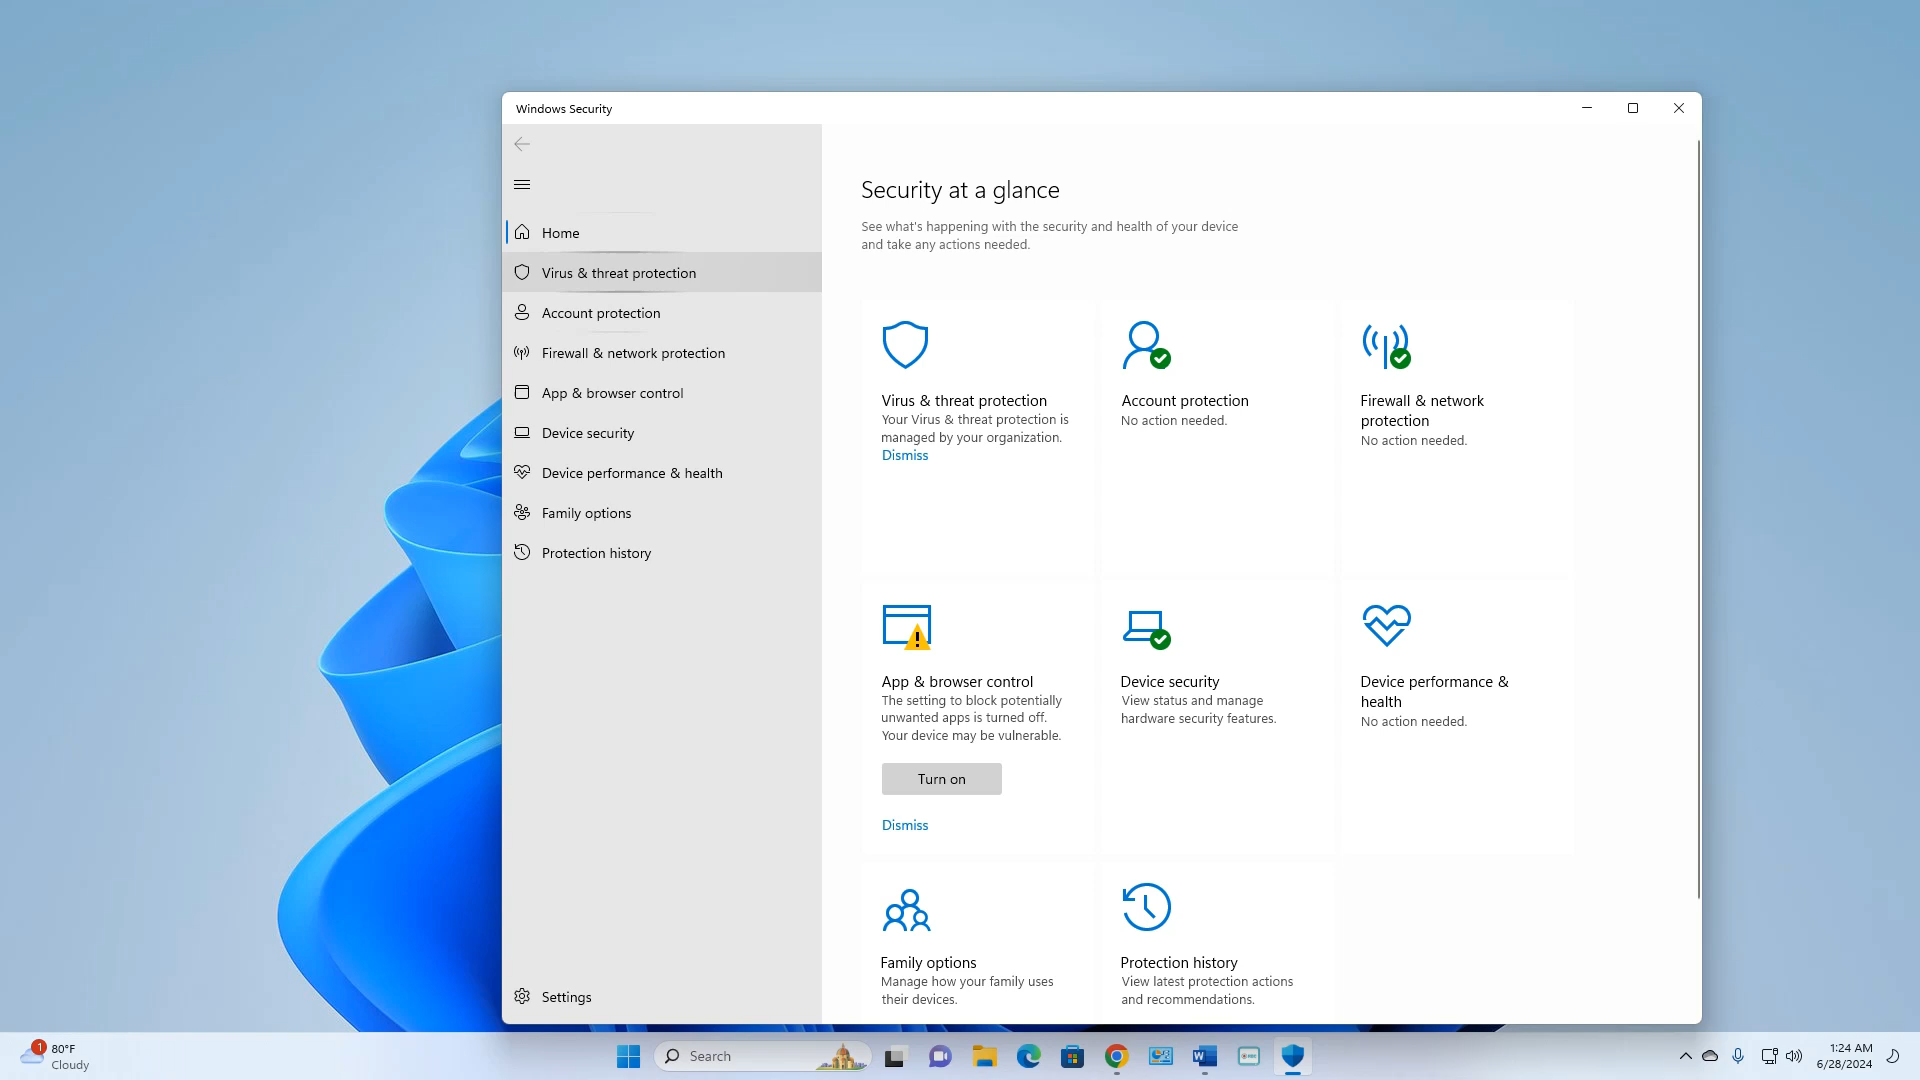 Windows Security
Home
Virus & threat protection
Account protection
Firewall & network protection
App & browser control
Device security
Device performance & health
Family options
Protection history
Settings
Security at a glance
See what's happening with the security and health of your device
and take any actions needed.
Virus & threat protection
Your Virus & threat protection is
managed by your organization.
Dismiss
Account protection
No action needed.
Firewall & network
protection
No action needed.
App & browser control
The setting to block potentially
unwanted apps is turned off.
Your device may be vulnerable.
Turn on
Dismiss
Device security
View status and manage
hardware security features.
Device performance &
health
No action needed.
Family options
Manage how your family uses
their devices.
Protection history
View latest protection actions
and recommendations.
1
80°F
Cloudy
Search
W
1:24 AM
6/28/2024